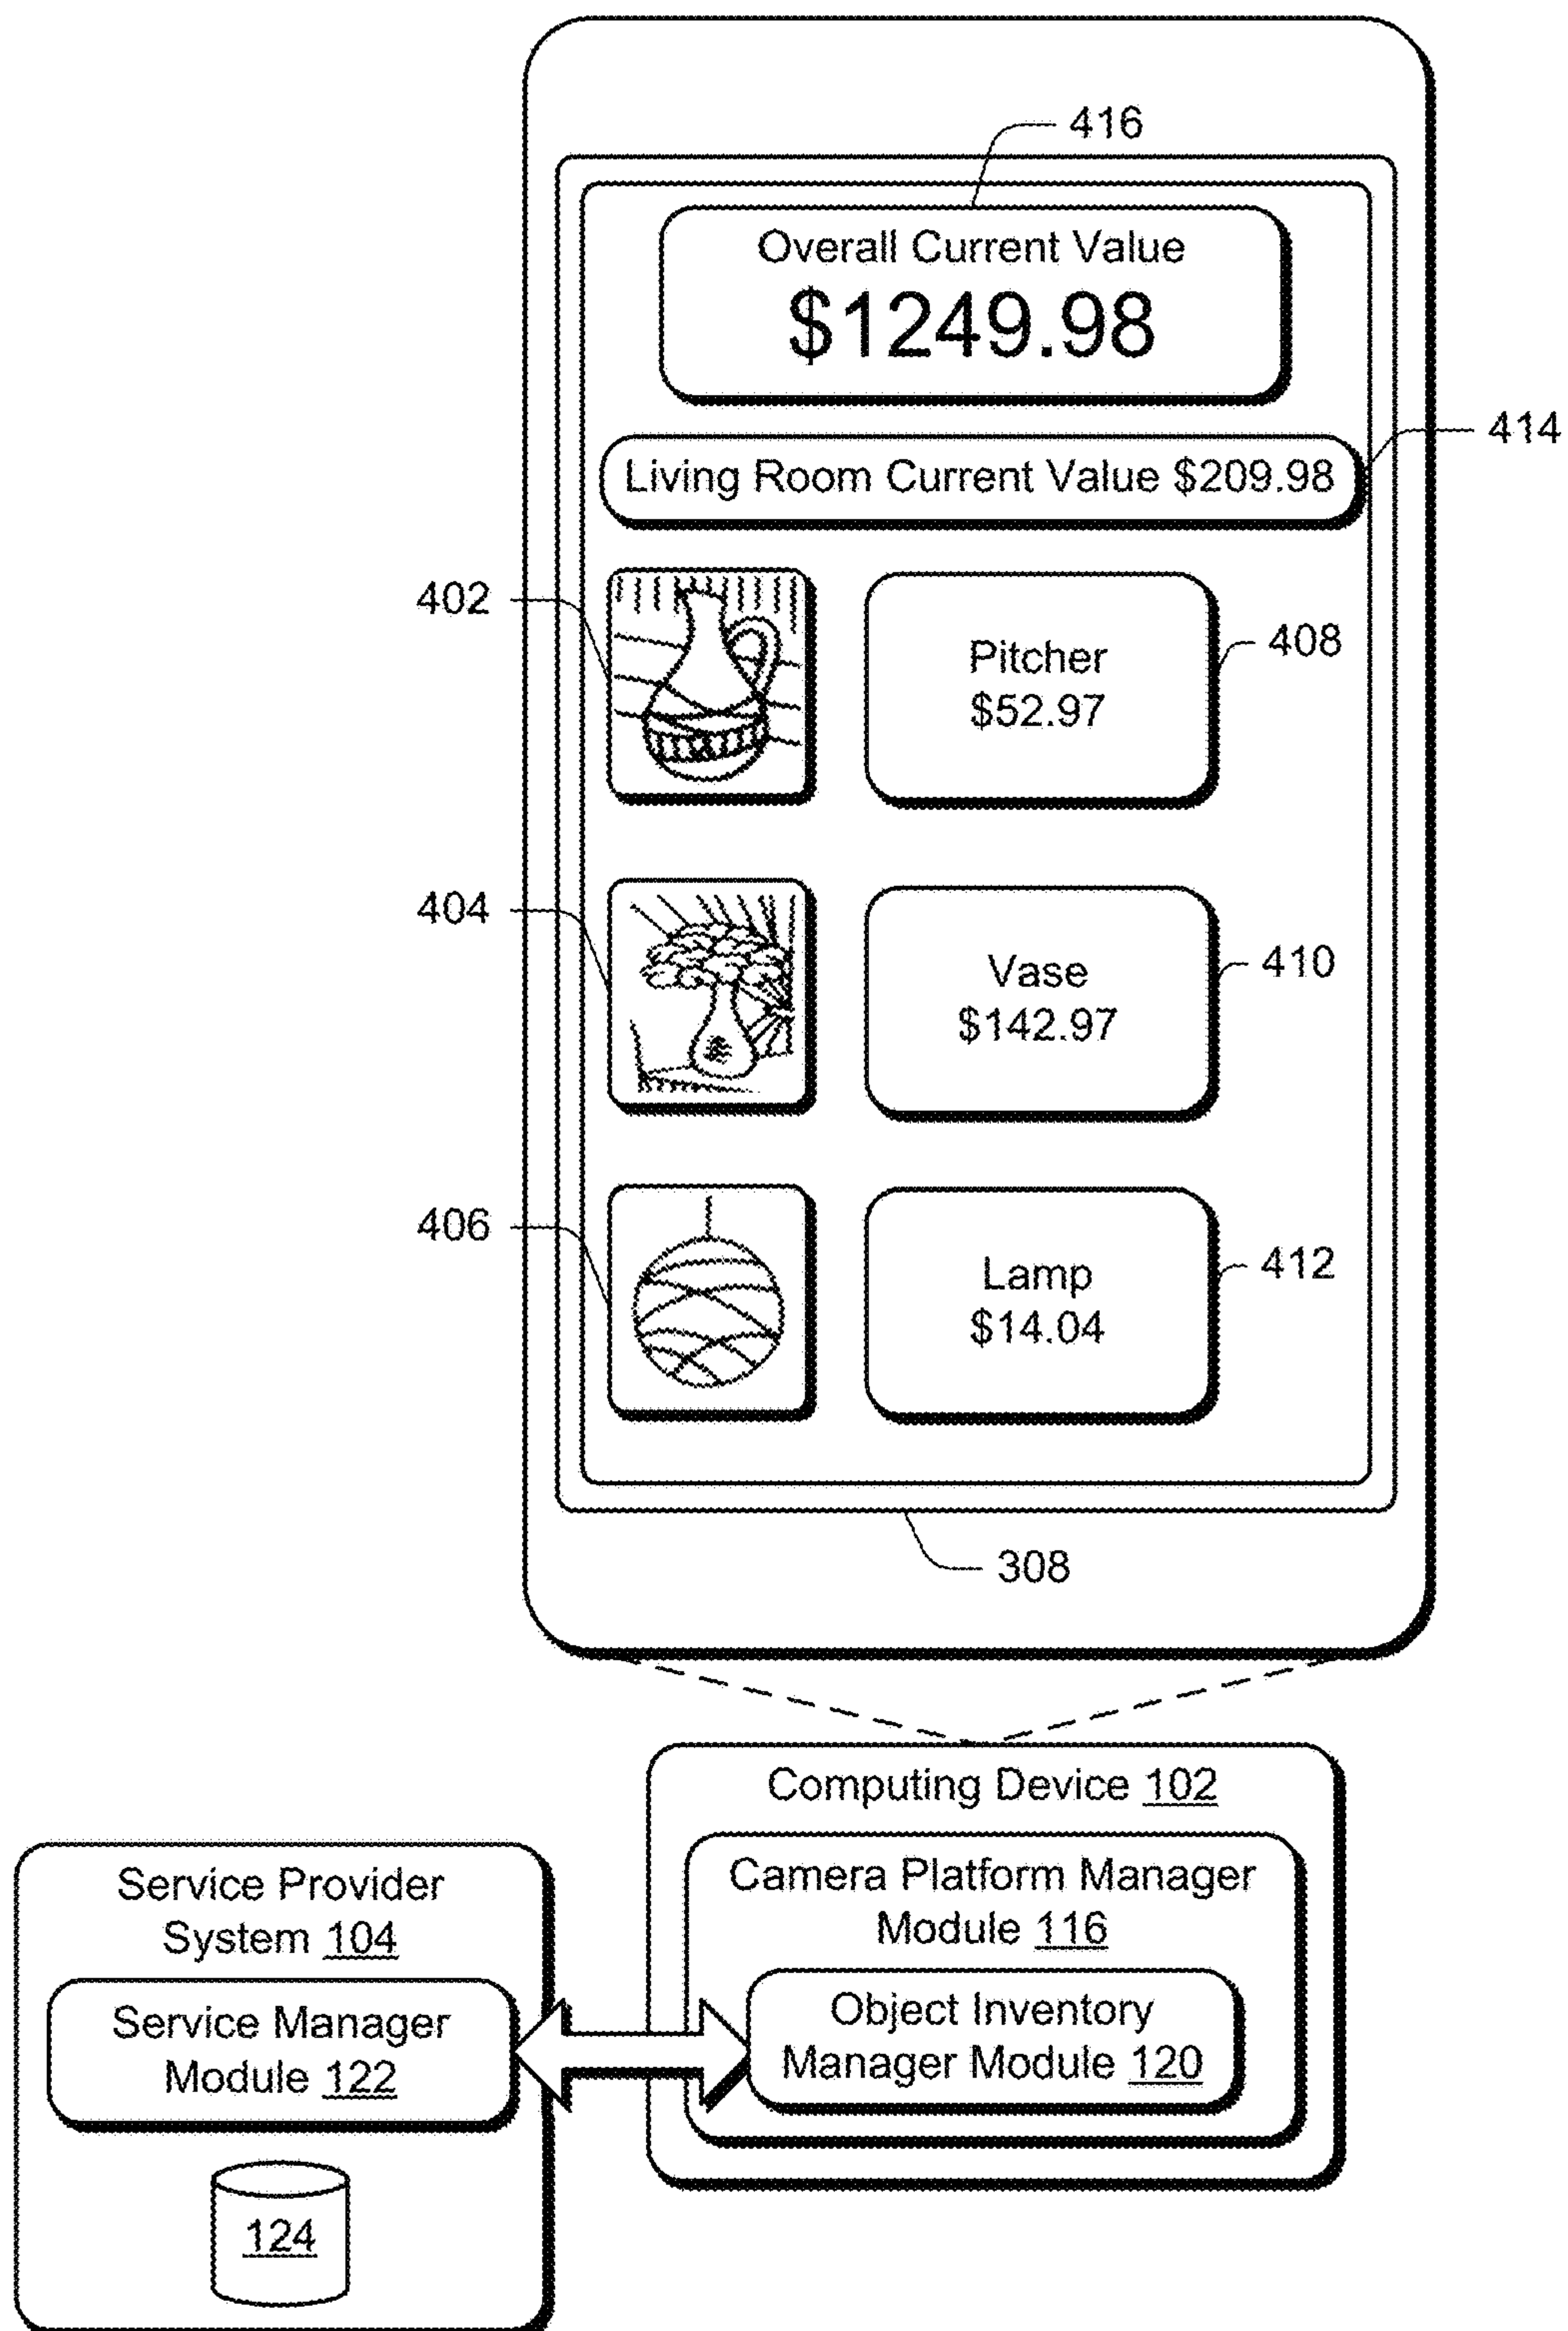 416
Overall Current Value
$1249.98
414
Living Room Current Value $209.98
402
Pitcher
$52.97
408
404
Vase
$142.97
410
406
Lamp
$14.04
412
308
Computing Device 102
Camera Platform Manager
Module 116
Object Inventory
Manager Module 120
Service Provider
System 104
Service Manager
Module 122
124